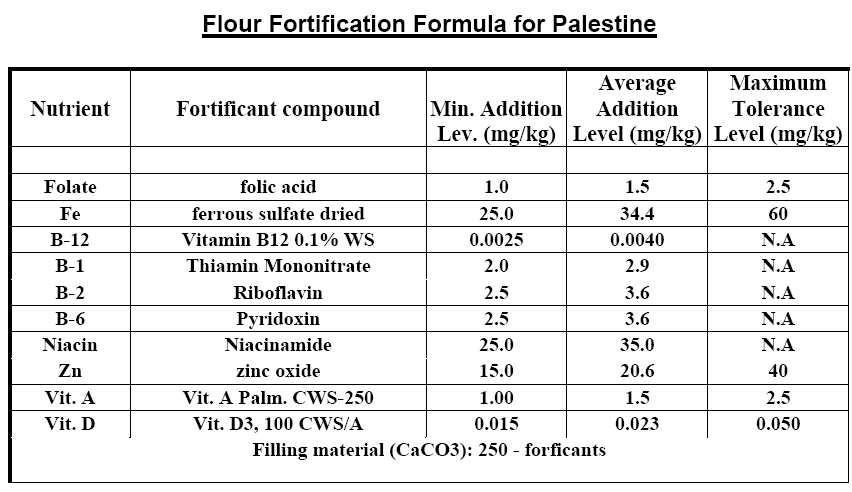 Flour Fortification Formula for Palestine
Nutrient Fortificant compound Min. Addition Lev. (mg/kg) Average Addition Level (mg/kg) Maximum Tolerance Level (mg/kg)
Folate folic acid 1.0 1.5 2.5
Fe ferrous sulfate dried 25.0 34.4 60
B-12 Vitamin B12 0.1% WS 0.0025 0.0040 N.A
B-1 Thiamin Mononitrate 2.0 2.9 N.A
B-2 Riboflavin 2.5 3.6 N.A
B-6 Pyridoxin 2.5 3.6 N.A
Niacin Niacinamide 25.0 35.0 N.A
Zn zinc oxide 15.0 20.6 40
Vit. A Vit. A Palm. CWS-250 1.00 1.5 2.5
Vit. D Vit. D3, 100 CWS/A 0.015 0.023 0.050
Filling material (CaCO3): 250 - forficants